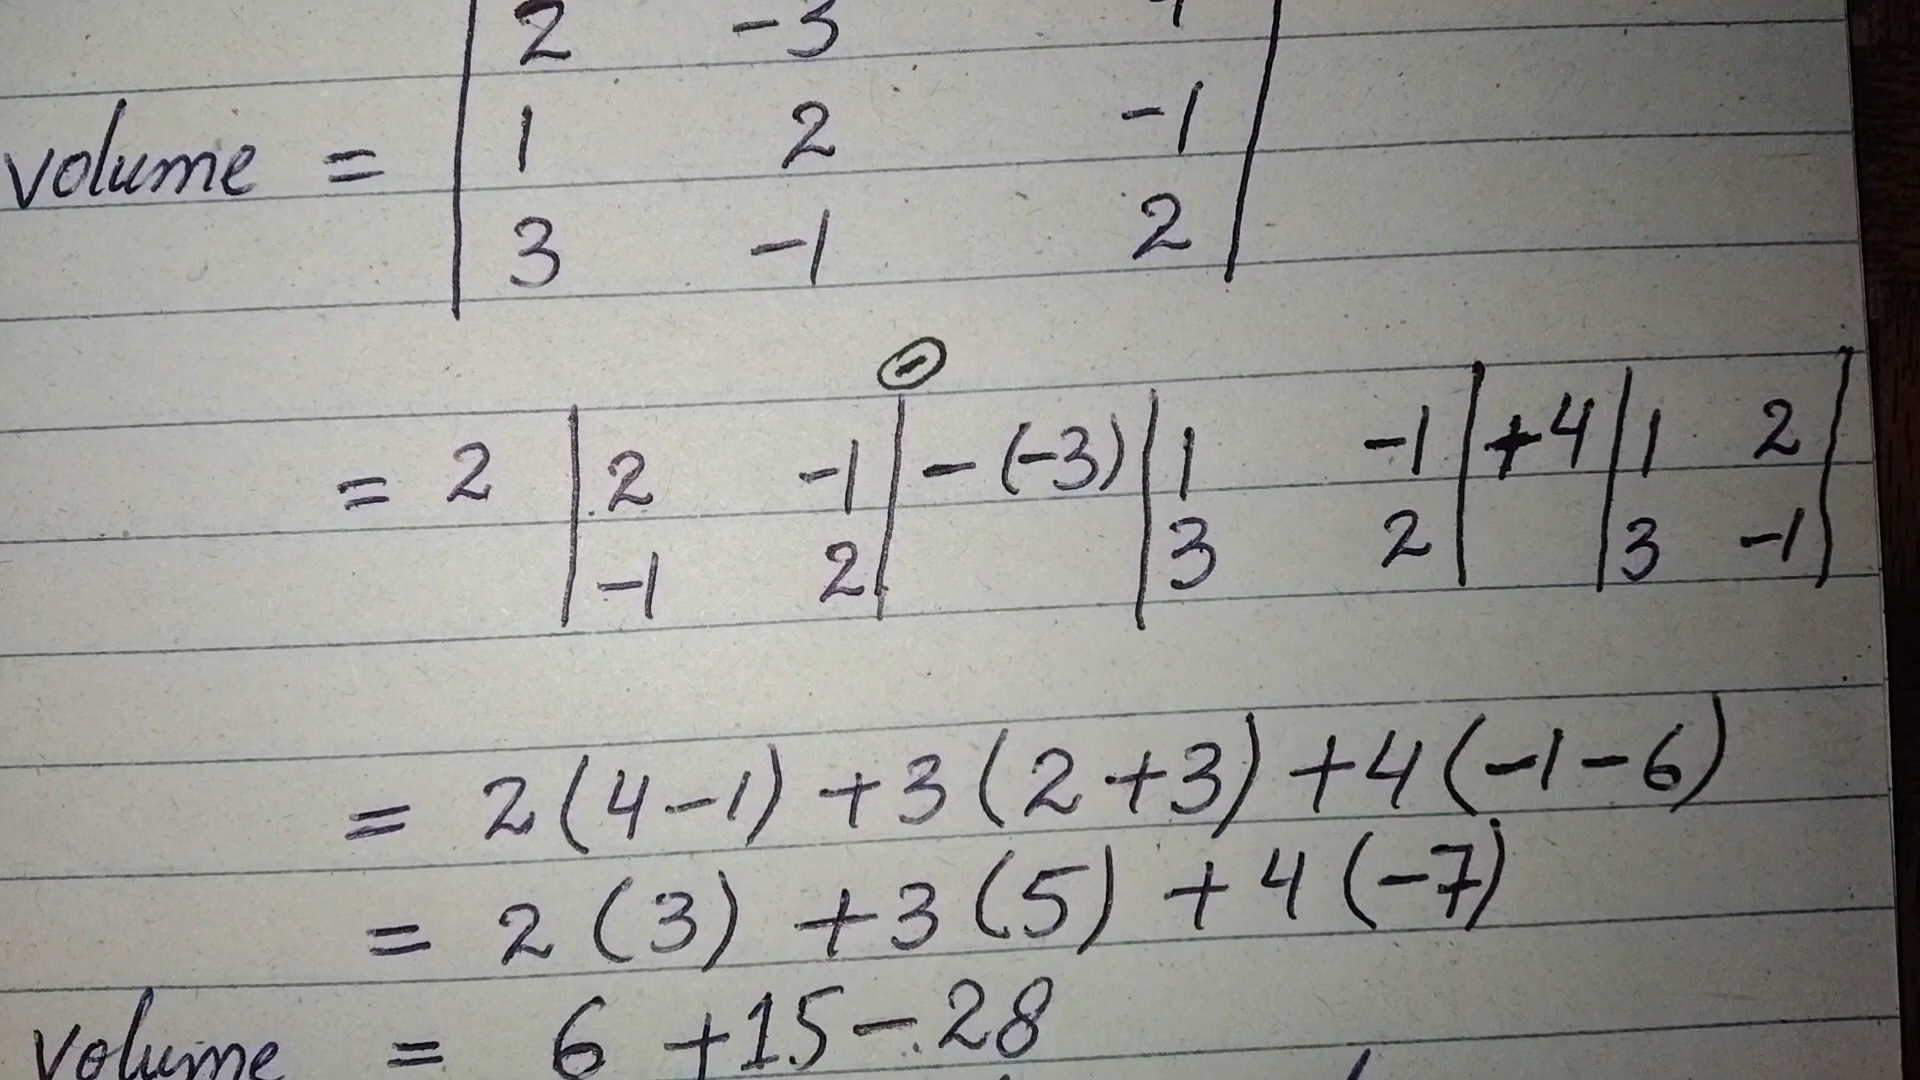 | 2 -3 4 |
volume = | 1 2 -1 |
| 3 -1 2 |
⊖
= 2 | 2 -1 | - (-3) | 1 -1 | + 4 | 1 2 |
| -1 2 | | 3 2 | | 3 -1 |
= 2 (4 - 1) + 3 (2 + 3) + 4 (-1 - 6)
= 2 (3) + 3 (5) + 4 (-7)
volume = 6 + 15 - 28